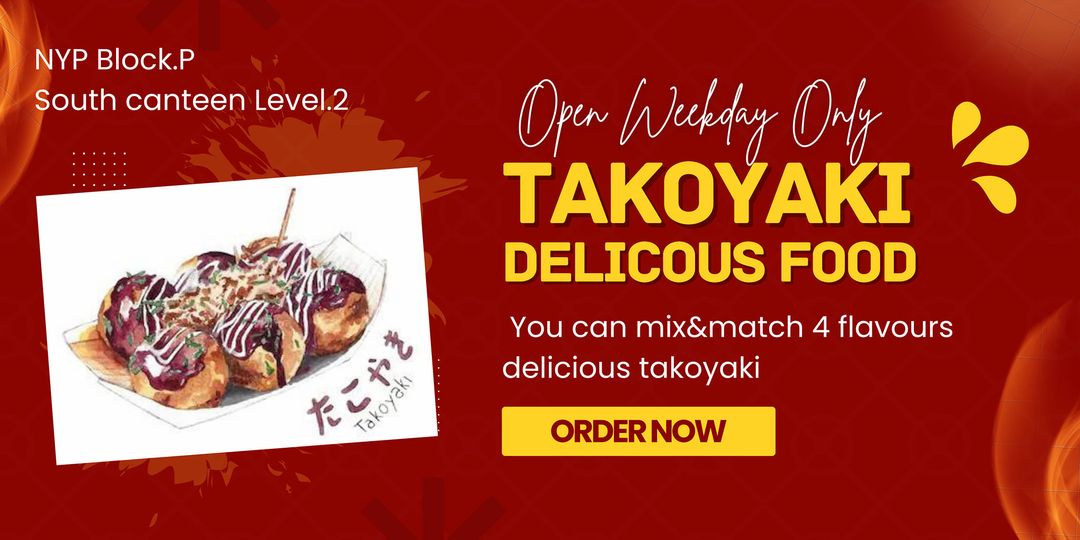 NYP Block.P
South canteen Level.2
Open Weekday Only
TAKOYAKI
DELICOUS FOOD
You can mix&match 4 flavours
delicious takoyaki
ORDER NOW
たこやき
Takoyaki